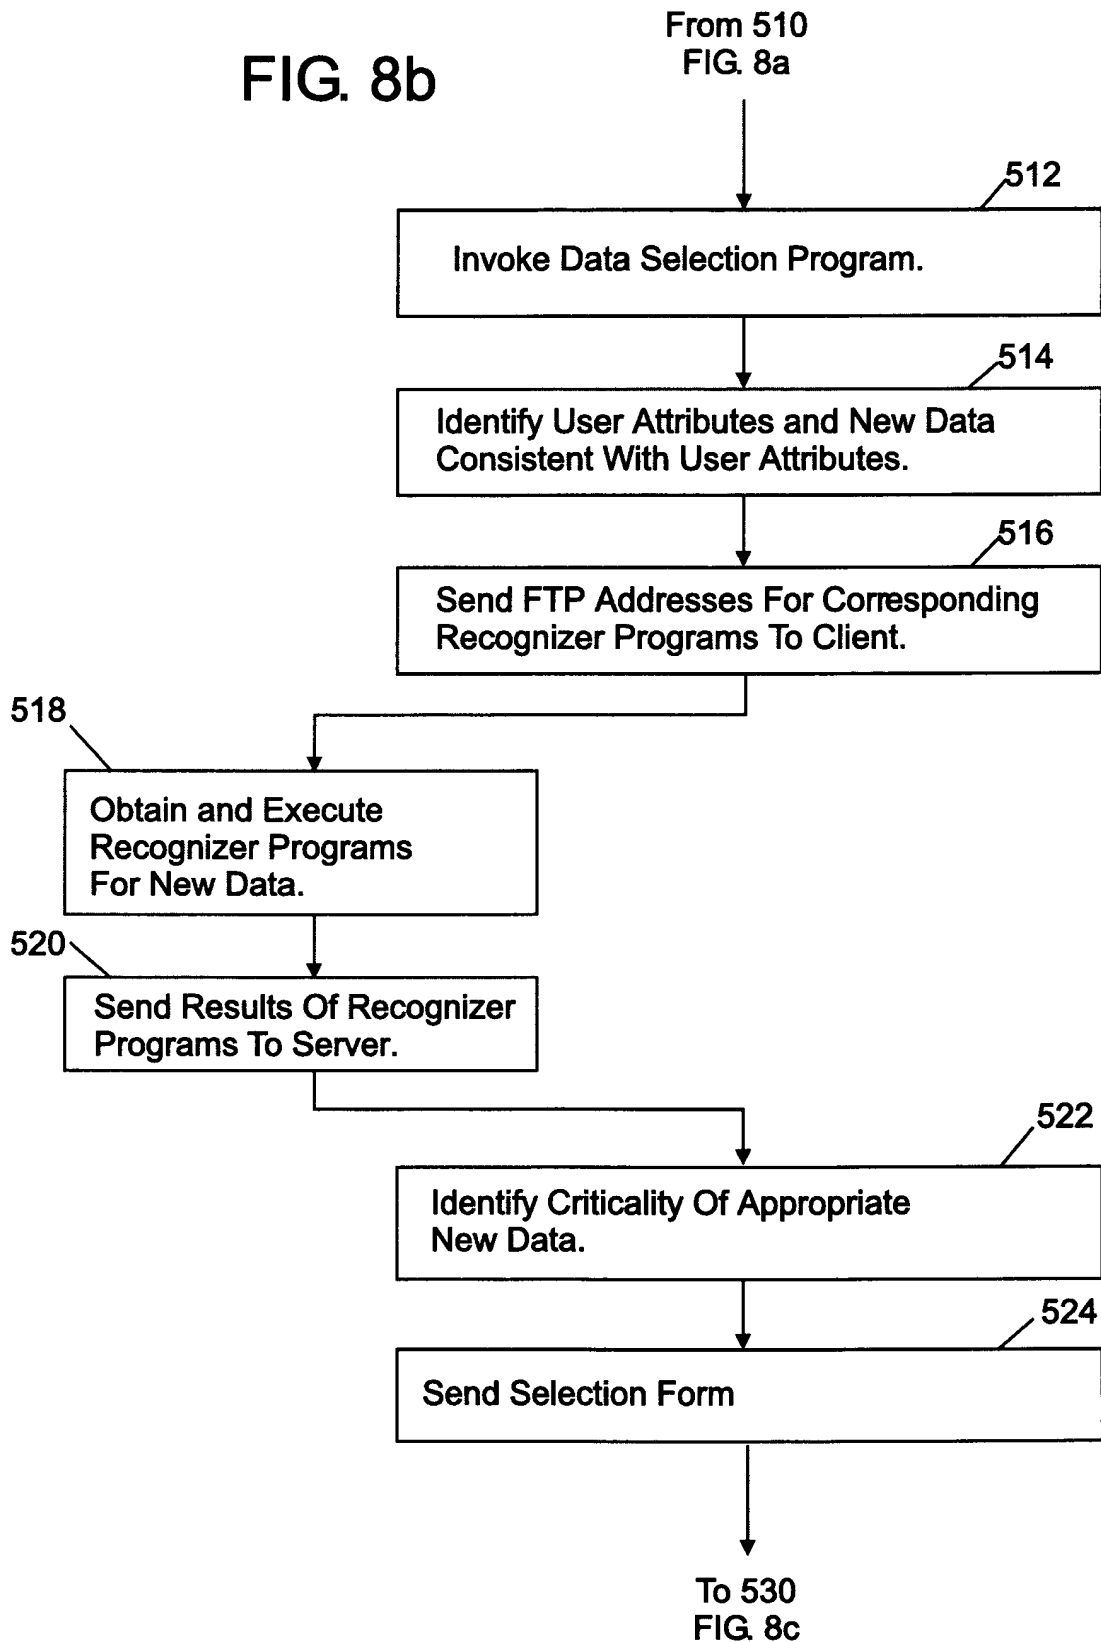 From 510
FIG. 8a
FIG. 8b
512
Invoke Data Selection Program.
514
Identify User Attributes and New Data
Consistent With User Attributes.
516
Send FTP Addresses For Corresponding
Recognizer Programs To Client.
518
Obtain and Execute
Recognizer Programs
For New Data.
520
Send Results Of Recognizer
Programs To Server.
522
Identify Criticality Of Appropriate
New Data.
524
Send Selection Form
To 530
FIG. 8c